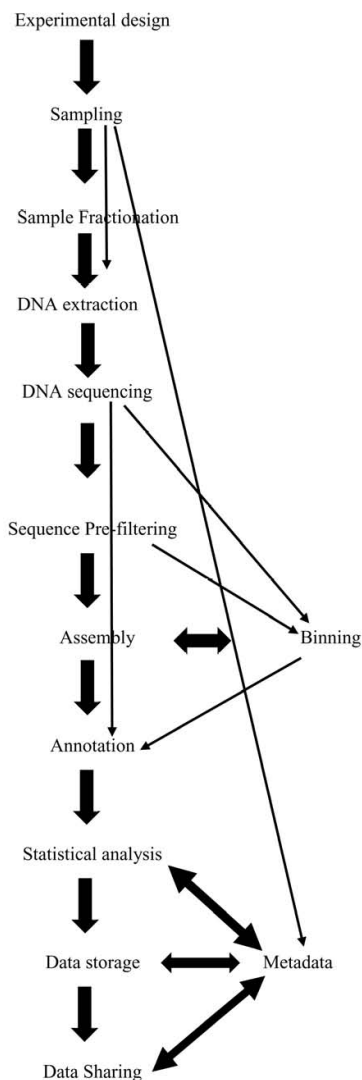 Experimental design
Sampling
Sample Fractionation
DNA extraction
DNA sequencing
Sequence Pre-filtering
Assembly
Binning
Annotation
Statistical analysis
Data storage
Metadata
Data Sharing